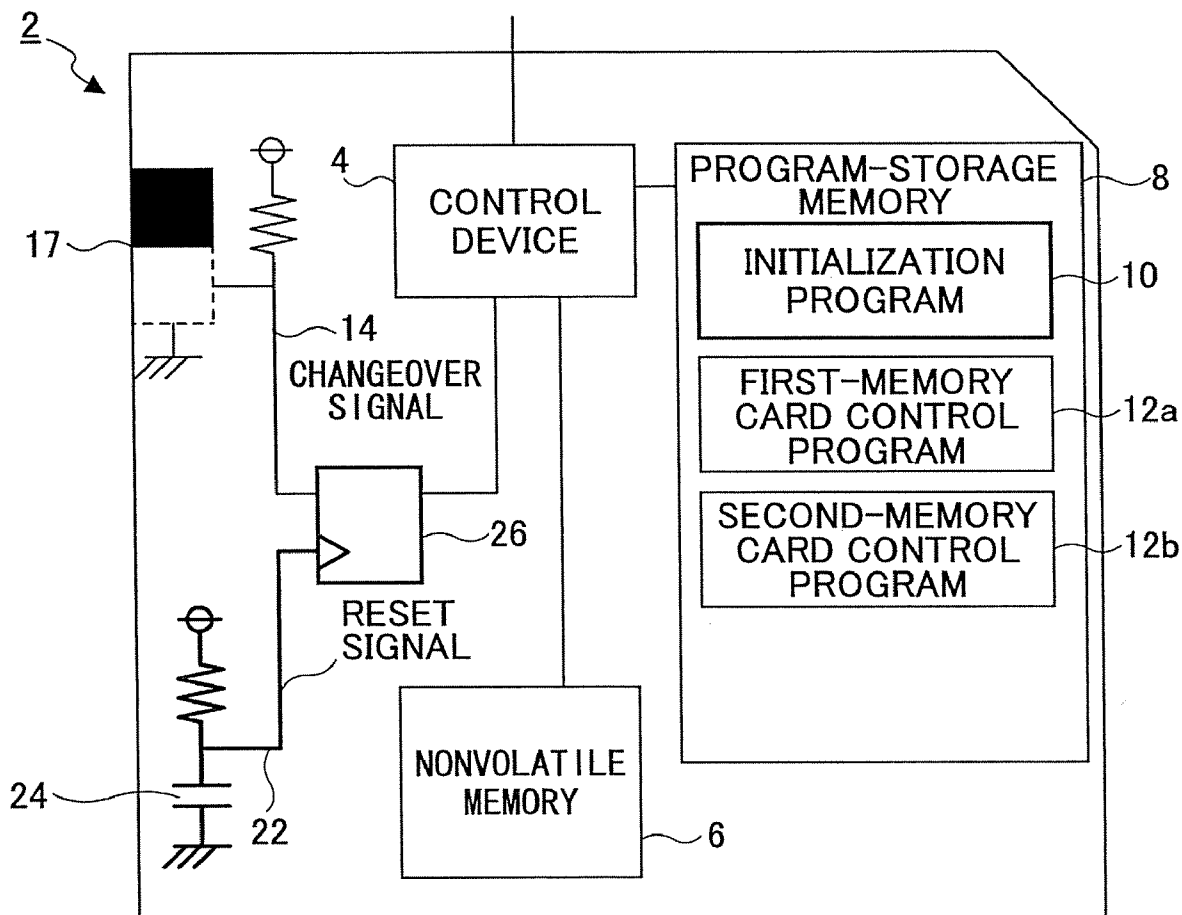 2
4
CONTROL
DEVICE
PROGRAM-STORAGE
MEMORY
8
INITIALIZATION
PROGRAM
10
17
14
CHANGEOVER
SIGNAL
FIRST-MEMORY
CARD CONTROL
PROGRAM
12a
26
SECOND-MEMORY
CARD CONTROL
PROGRAM
12b
RESET
SIGNAL
24
22
NONVOLATILE
MEMORY
6